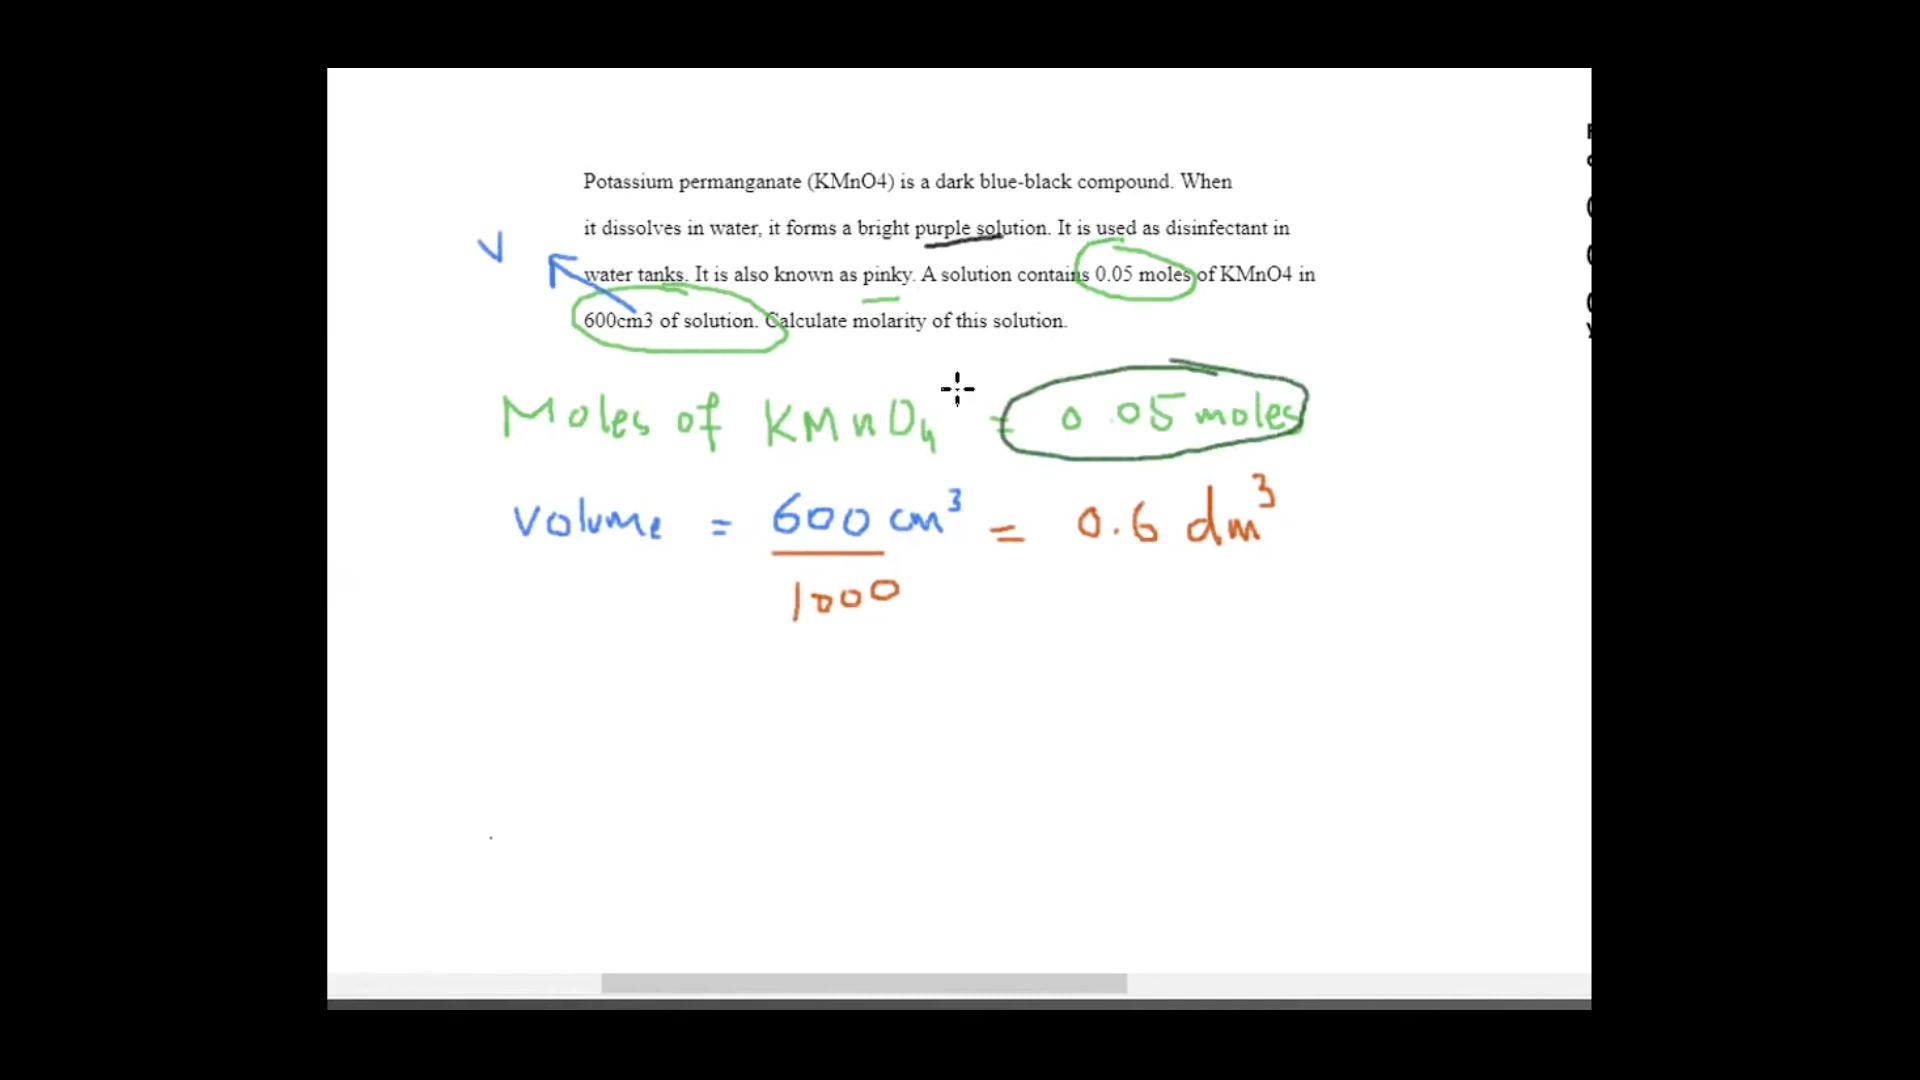 Potassium permanganate (KMnO4) is a dark blue-black compound. When
it dissolves in water, it forms a bright purple solution. It is used as disinfectant in
V
water tanks. It is also known as pinky. A solution contains 0.05 moles of KMnO4 in
600cm3 of solution. Calculate molarity of this solution.
Moles of KMnO4 = 0.05 moles
Volume = 600 cm³ = 0.6 dm³
1000